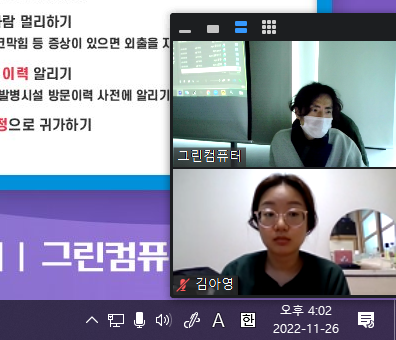 람 멀리하기
코막힘 등 증상이 있으면 외출을 자
이력 알리기
발병시설 방문이력 사전에 알리기
정으로 귀가하기
그린컴퓨터
김아영
| 그린컴퓨
A 한
오후 4:02
2022-11-26